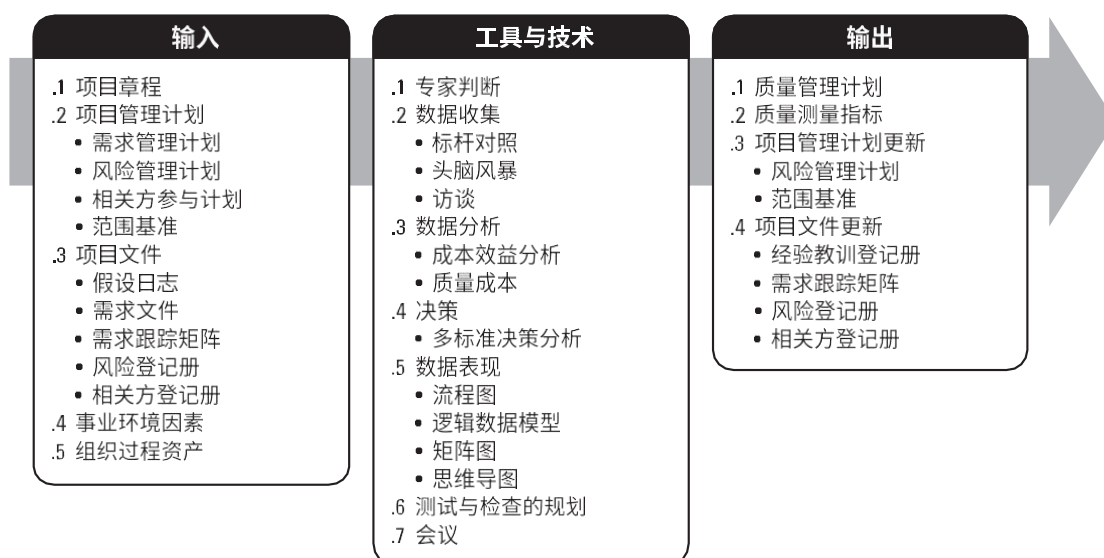 输入
.1 项目章程
.2 项目管理计划
• 需求管理计划
• 风险管理计划
• 相关方参与计划
• 范围基准
.3 项目文件
• 假设日志
• 需求文件
• 需求跟踪矩阵
• 风险登记册
• 相关方登记册
.4 事业环境因素
.5 组织过程资产
工具与技术
.1 专家判断
.2 数据收集
• 标杆对照
• 头脑风暴
• 访谈
.3 数据分析
• 成本效益分析
• 质量成本
.4 决策
• 多标准决策分析
.5 数据表现
• 流程图
• 逻辑数据模型
• 矩阵图
• 思维导图
.6 测试与检查的规划
.7 会议
输出
.1 质量管理计划
.2 质量测量指标
.3 项目管理计划更新
• 风险管理计划
• 范围基准
.4 项目文件更新
• 经验教训登记册
• 需求跟踪矩阵
• 风险登记册
• 相关方登记册